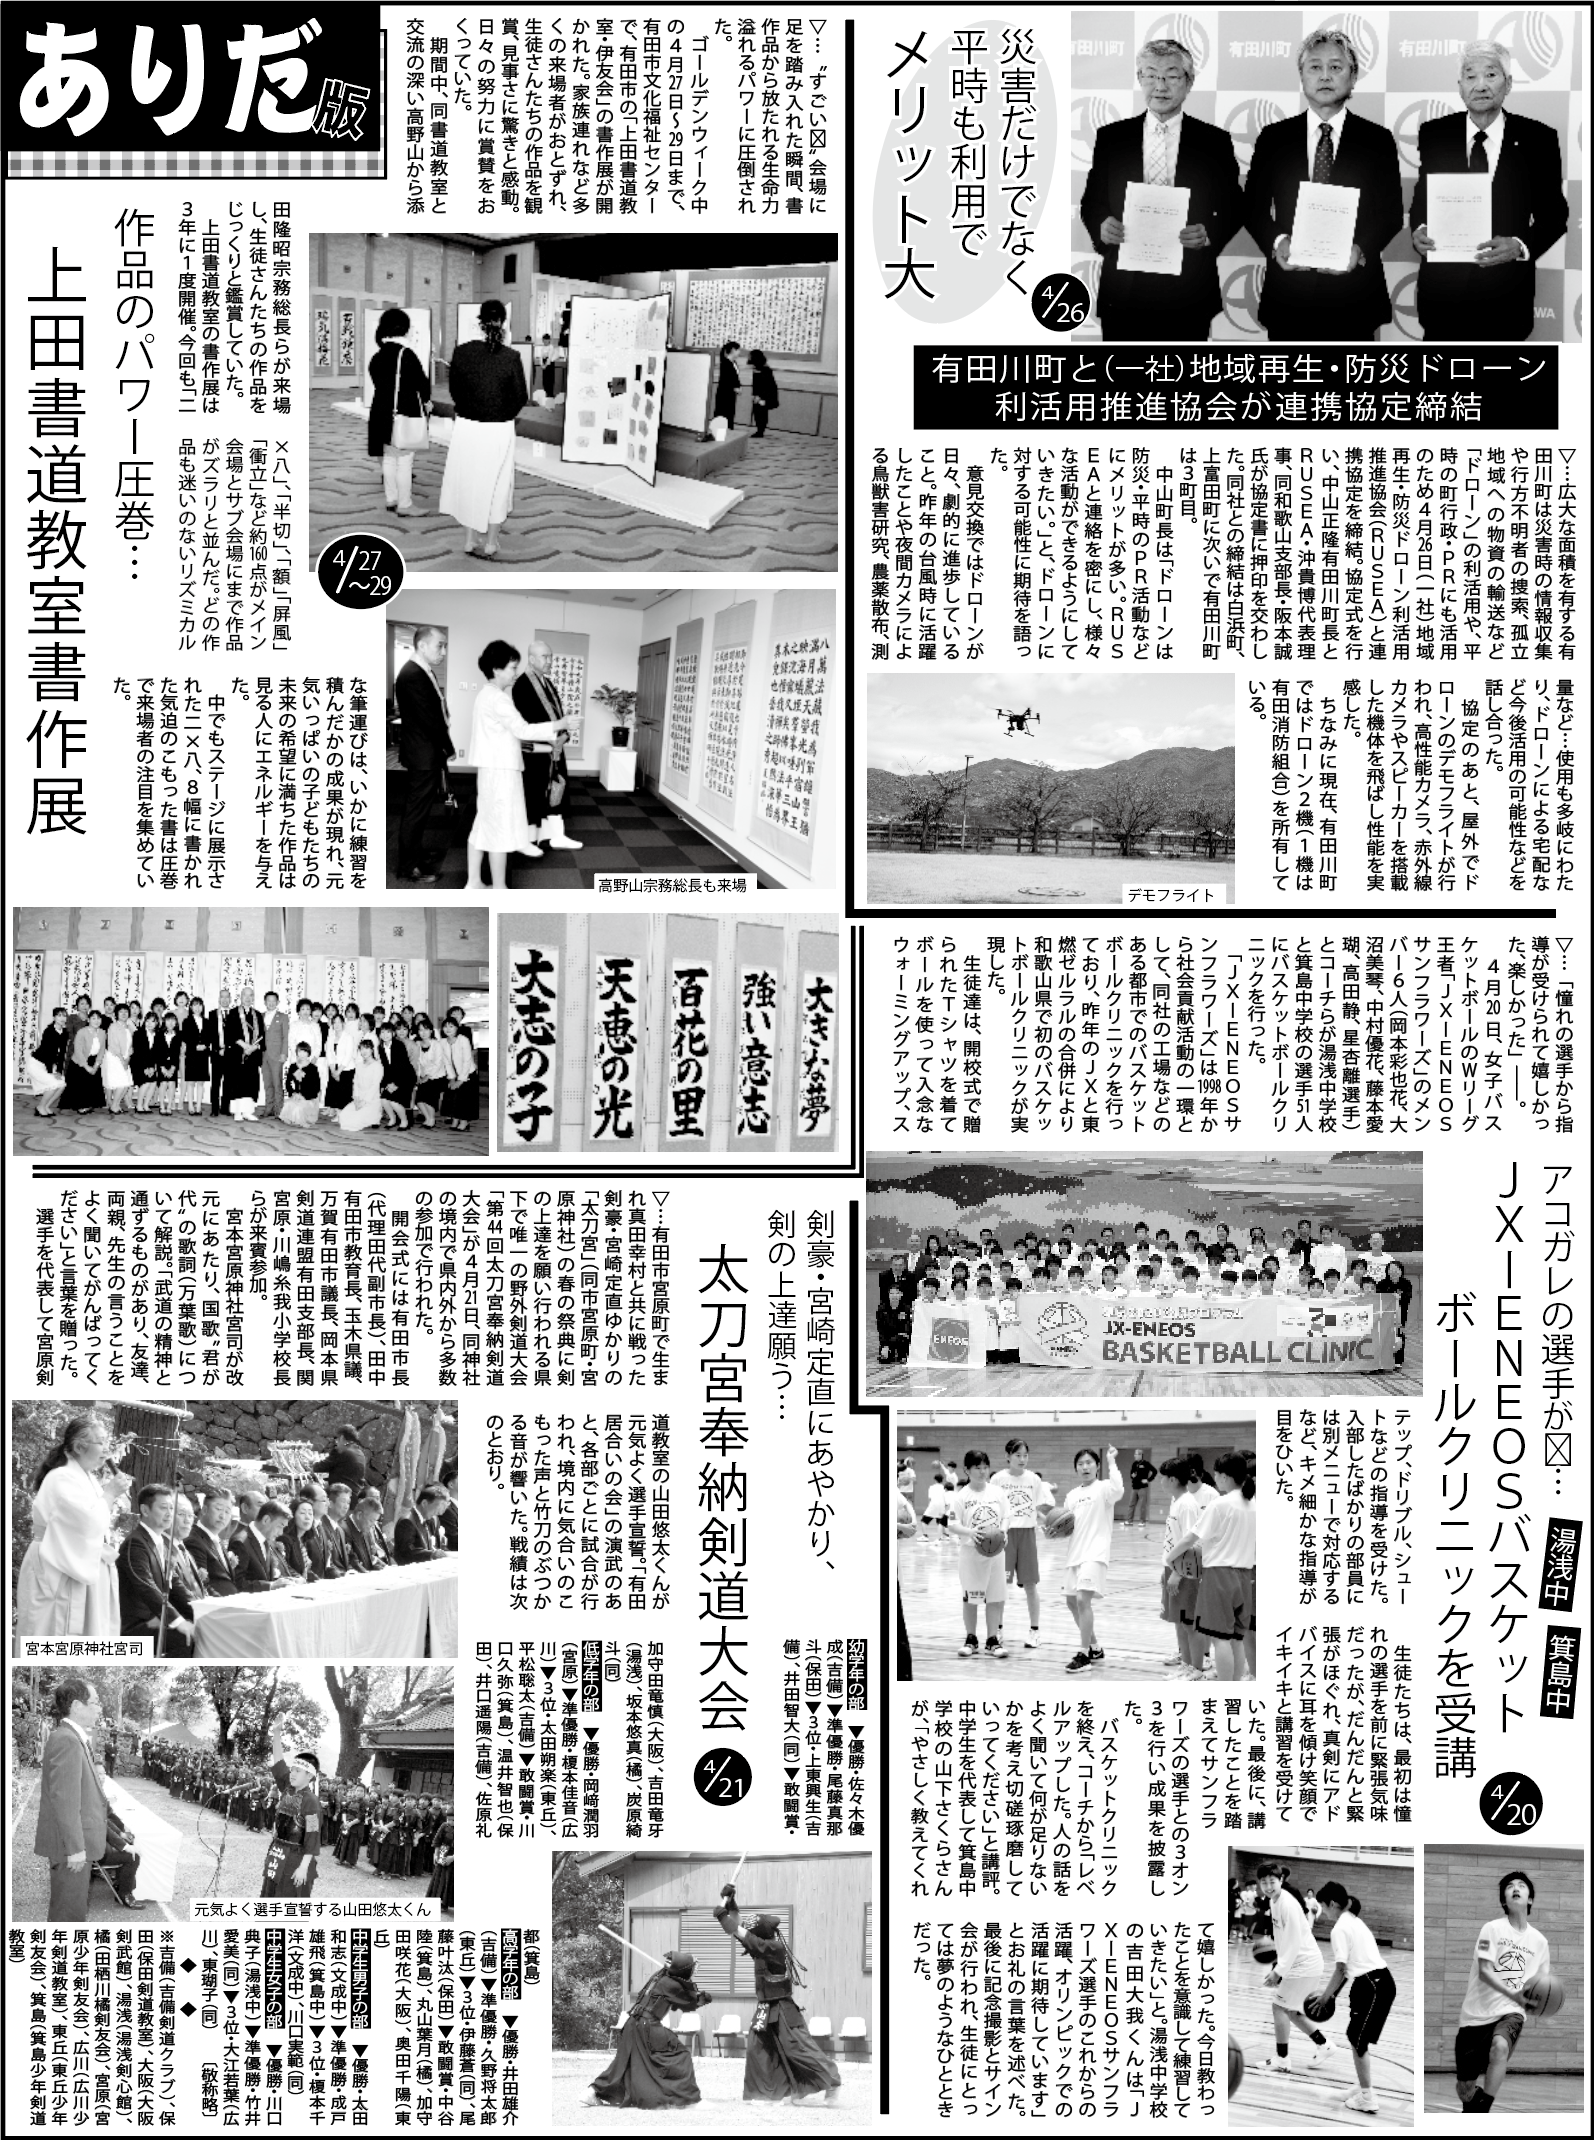 ありだ版
災害だけでなく
平時も利用で
メリット大
4/26
有田川町と(一社)地域再生・防災ドローン
利活用推進協会が連携協定締結
▽…広大な面積を有する有
田川町は災害時の情報収集
や行方不明者の捜索、孤立
地域への物資の輸送など
「ドローン」の利活用や、平
時の町行政・PRにも活用
のため4月26日(一社)地域
再生・防災ドローン利活用
推進協会(RUSEA)と連
携協定を締結。協定式を行
い、中山正隆有田川町長と
RUSEA・沖貴博代表理
事、同和歌山支部長・阪本誠
氏が協定書に押印を交わし
た。同社との締結は白浜町、
上富田町に次いで有田川町
は3町目。
中山町長は「ドローンは
防災・平時のPR活動など
にメリットが多い。RUS
EAと連絡を密にし、様々
な活動ができるようにして
いきたい。」と、ドローンに
対する可能性に期待を語っ
た。
意見交換ではドローンが
日々、劇的に進歩している
こと。昨年の台風時に活躍
したことや夜間カメラによ
る鳥獣害研究、農薬散布、測
量など…使用も多岐にわた
り、ドローンによる宅配な
ど今後活用の可能性などを
話し合った。
協定のあと、屋外でド
ローンのデモフライトが行
われ、高性能カメラ、赤外線
カメラやスピーカーを搭載
した機体を飛ばし性能を実
感した。
ちなみに現在、有田川町
ではドローン2機(1機は
有田消防組合)を所有して
いる。
デモフライト
作品のパワー圧巻…
上田書道教室書作展
4/27〜29
▽…〝すごい〟会場に
足を踏み入れた瞬間、書
作品から放たれる生命力
溢れるパワーに圧倒され
た。
ゴールデンウィーク中
の4月27日〜29日まで、
有田市文化福祉センター
で、有田市の「上田書道教
室・伊友会」の書作展が開
かれた。家族連れなど多
くの来場者がおとずれ、
生徒さんたちの作品を観
賞、見事さに驚きと感動。
日々の努力に賞賛をお
くっていた。
期間中、同書道教室と
交流の深い高野山から添
田隆昭宗務総長らが来場
し、生徒さんたちの作品を
じっくりと鑑賞していた。
上田書道教室の書作展は
3年に1度開催。今回も「二
×八」、「半切」、「額」「屏風」
「衝立」など約160点がメイン
会場とサブ会場にまで作品
がズラリと並んだ。どの作
品も迷いのないリズミカル
な筆運びは、いかに練習を
積んだかの成果が現れ、元
気いっぱいの子どもたちの
未来の希望に満ちた作品は
見る人にエネルギーを与え
た。
中でもステージに展示さ
れた二×八、8幅に書かれ
た気迫のこもった書は圧巻
で来場者の注目を集めてい
た。
高野山宗務総長も来場
大きな夢
強い意志
百花の里
天恵の光
大志の子
アコガレの選手が…
湯浅中
箕島中
JX-ENEOSバスケット
ボールクリニックを受講
4/20
▽…「憧れの選手から指
導が受けられて嬉しかっ
た、楽しかった」――。
4月20日、女子バス
ケットボールのWリーグ
王者「JX-ENEOS
サンフラワーズ」のメン
バー6人(岡本彩也花、大
沼美琴、中村優花、藤本愛
瑚、高田静、星杏璃選手)
とコーチらが湯浅中学校
と箕島中学校の選手51人
にバスケットボールクリ
ニックを行った。
「JX-ENEOSサ
ンフラワーズ」は1998年か
ら社会貢献活動の一環と
して、同社の工場などの
ある都市でのバスケット
ボールクリニックを行っ
ており、昨年のJXと東
燃ゼネラルの合併により
和歌山県で初のバスケッ
トボールクリニックが実
現した。
生徒達は、開校式で贈
られたTシャツを着て
ボールを使って入念な
ウォーミングアップ、ス
JX-ENEOS
BASKETBALL CLINIC
ENEOS
テップ、ドリブル、シュー
トなどの指導を受けた。
入部したばかりの部員に
は別メニューで対応する
など、キメ細かな指導が
目をひいた。
生徒たちは、最初は憧
れの選手を前に緊張気味
だったが、だんだんと緊
張がほぐれ、真剣にアド
バイスに耳を傾け笑顔で
イキイキと講習を受けて
いた。最後に、講
習したことを踏
まえてサンフラ
ワーズの選手との3オン
3を行い成果を披露し
た。
バスケットクリニック
を終え、コーチから「レベ
ルアップした。人の話を
よく聞いて何が足りない
かを考え切磋琢磨して
いってください」と講評。
中学生を代表して箕島中
学校の山下さくらさん
が、「やさしく教えてくれ
て嬉しかった。今日教わっ
たことを意識して練習して
いきたい」と。湯浅中学校
の吉田大我くんは「J
X-ENEOSサンフラ
ワーズ選手のこれからの
活躍、オリンピックでの
活躍に期待しています」
とお礼の言葉を述べた。
最後に記念撮影とサイン
会が行われ、生徒にとっ
ては夢のようなひととき
だった。
剣豪・宮崎定直にあやかり、
剣の上達願う…
太刀宮奉納剣道大会
4/21
▽…有田市宮原町で生ま
れ真田幸村と共に戦った
剣豪・宮崎定直ゆかりの
「太刀宮」(同市宮原町・宮
原神社)の春の祭典に剣
の上達を願い行われる県
下で唯一の野外剣道大会
「第44回太刀宮奉納剣道
大会」が4月21日、同神社
の境内で県内外から多数
の参加で行われた。
開会式には有田市長
(代理田代副市長)、田中
有田市教育長、玉木県議、
万賀有田市議長、岡本県
剣道連盟有田支部長、関
宮原・川嶋糸我小学校長
らが来賓参加。
宮本宮原神社宮司が改
元にあたり、国歌〝君が
代〟の歌詞(万葉歌)につ
いて解説。「武道の精神と
通ずるものがあり、友達、
両親、先生の言うことを
よく聞いてがんばってく
ださい」と言葉を贈った。
選手を代表して宮原剣
道教室の山田悠太くんが
元気よく選手宣誓。「有田
居合いの会」の演武のあ
と、各部ごとに試合が行
われ、境内に気合いのこ
もった声と竹刀のぶつか
る音が響いた。戦績は次
のとおり。
宮本宮原神社宮司
元気よく選手宣誓する山田悠太くん
幼学年の部 ▼優勝・佐々木優
成(吉備)▼準優勝・尾藤真那
斗(保田)▼3位・上東興生(吉
備)、井田智大(同)▼敢闘賞・
加守田竜慎(大阪)、吉田竜牙
(湯浅)、坂本悠真(橘)、炭原綺
斗(同)
低学年の部 ▼優勝・岡﨑潤羽
(宮原)▼準優勝・榎本佳音(広
川)▼3位・太田朔楽(東丘)、
平松聡太(吉備)▼敢闘賞・川
口久弥(箕島)、温井智也(保
田)、井口遥陽(吉備)、佐原礼
都(箕島)
高学年の部 ▼優勝・井田雄介
(吉備)▼準優勝・久野将太郎
(東丘)▼3位・伊藤蒼(同)、尾
藤叶汰(保田)▼敢闘賞・中谷
陸(箕島)、丸山葉月(橘)、加守
田咲花(大阪)、奥田千陽(東
丘)
中学生男子の部 ▼優勝・太田
和志(文成中)▼準優勝・成戸
雄飛(箕島中)▼3位・榎本千
洋(文成中)、川口実範(同)
中学生女子の部 ▼優勝・川口
典子(湯浅中)▼準優勝・竹井
愛美(同)▼3位・大江若葉(広
川)、東瑚子(同) 〔敬称略〕
◆ ◆
※吉備(吉備剣道クラブ)、保
田(保田剣道教室)、大阪(大阪
剣武館)、湯浅(湯浅剣心館)、
橘(田栖川橘剣友会)、宮原(宮
原少年剣友会)、広川(広川少
年剣道教室)、東丘(東丘少年
剣友会)、箕島(箕島少年剣道
教室)